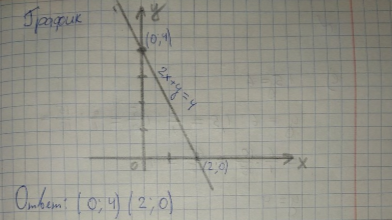 График
y
(0,4)
2x+y=4
0
(2,0)
x
Ответ: (0;4) (2;0)